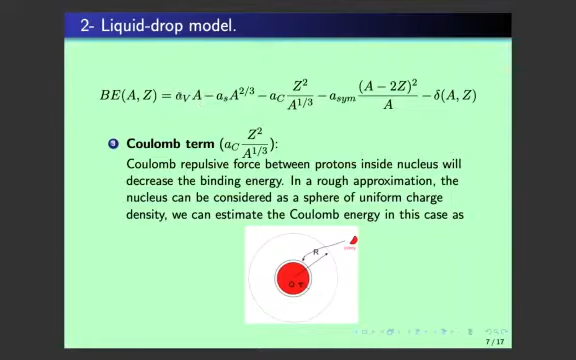 2- Liquid-drop model.
BE(A, Z) = a_V A − a_s A^{2/3} − a_C Z^2/A^{1/3} − a_{sym} (A − 2Z)^2/A − δ(A, Z)
3 Coulomb term (a_C Z^2/A^{1/3}):
Coulomb repulsive force between protons inside nucleus will
decrease the binding energy. In a rough approximation, the
nucleus can be considered as a sphere of uniform charge
density, we can estimate the Coulomb energy in this case as
R
7 / 17